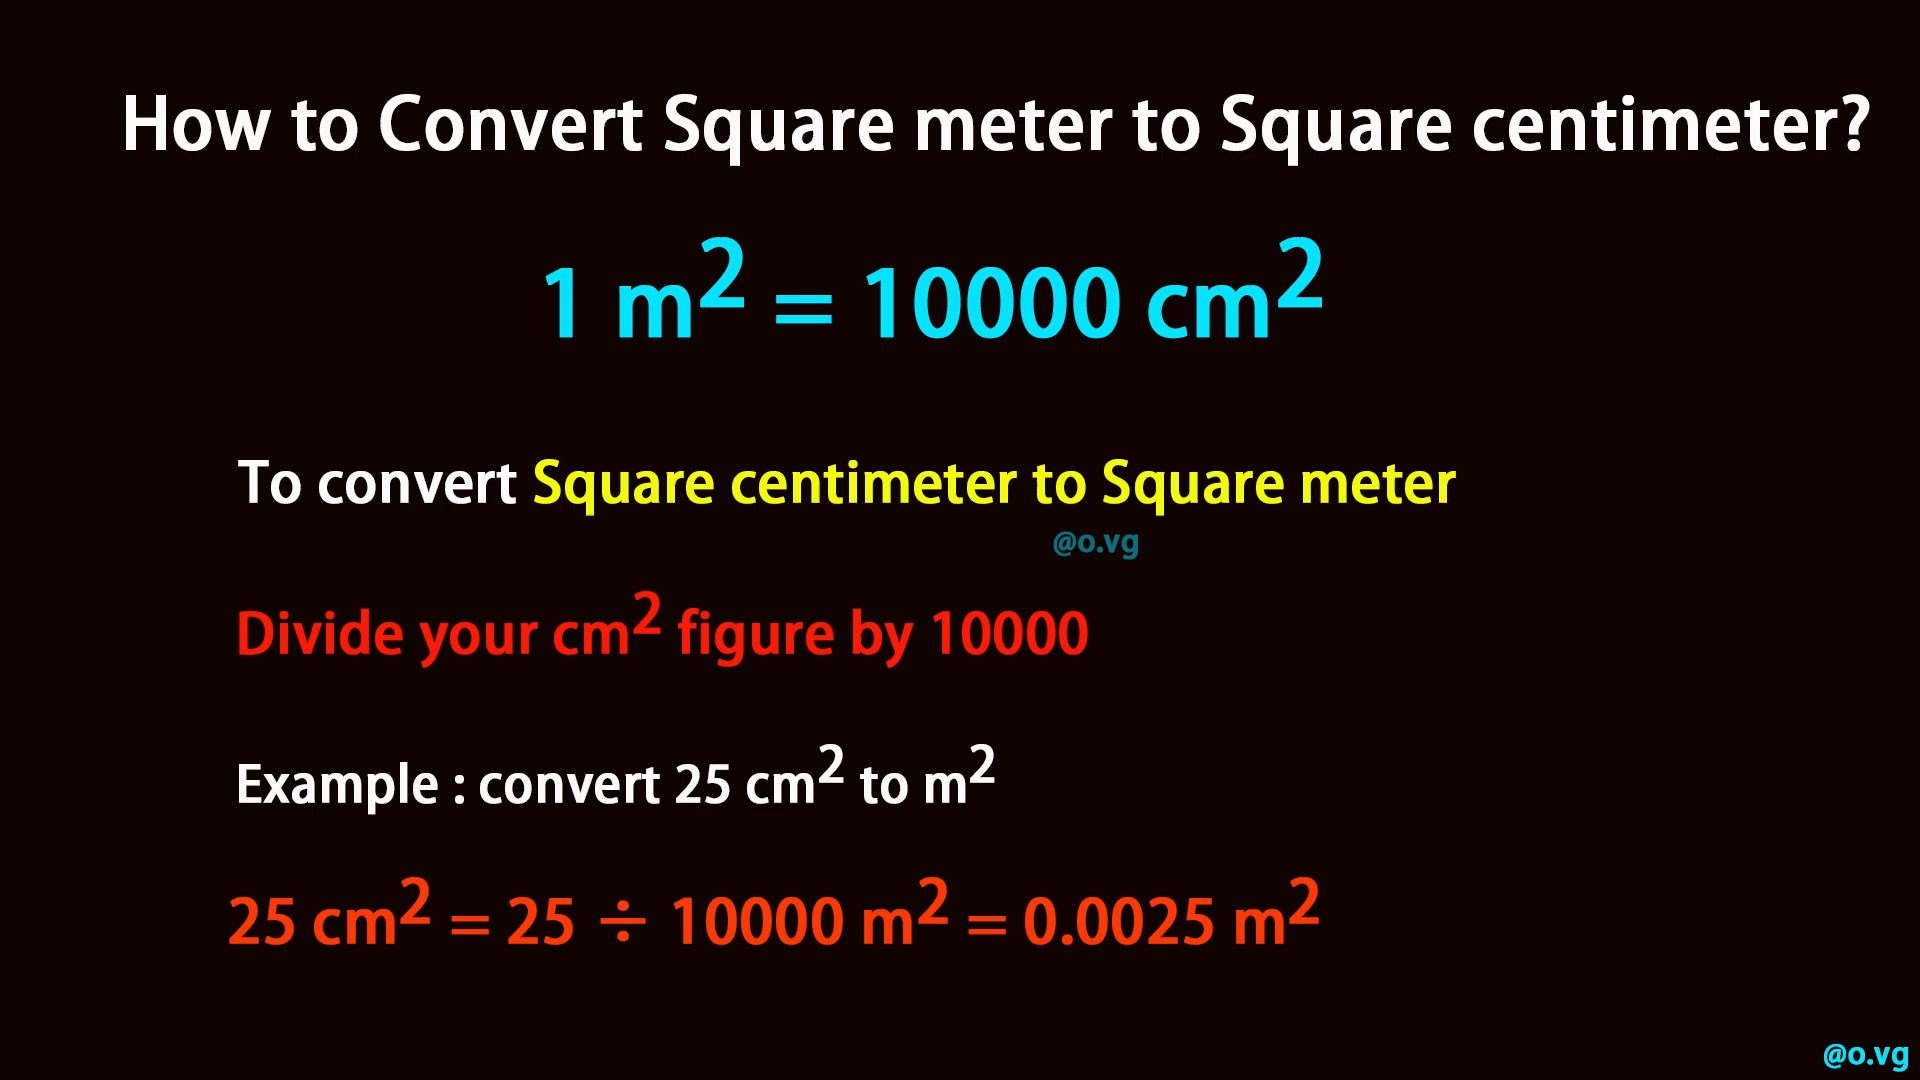 How to Convert Square meter to Square centimeter?
1 m² = 10000 cm²
To convert Square centimeter to Square meter
@o.vg
Divide your cm² figure by 10000
Example : convert 25 cm² to m²
25 cm² = 25 ÷ 10000 m² = 0.0025 m²
@o.vg